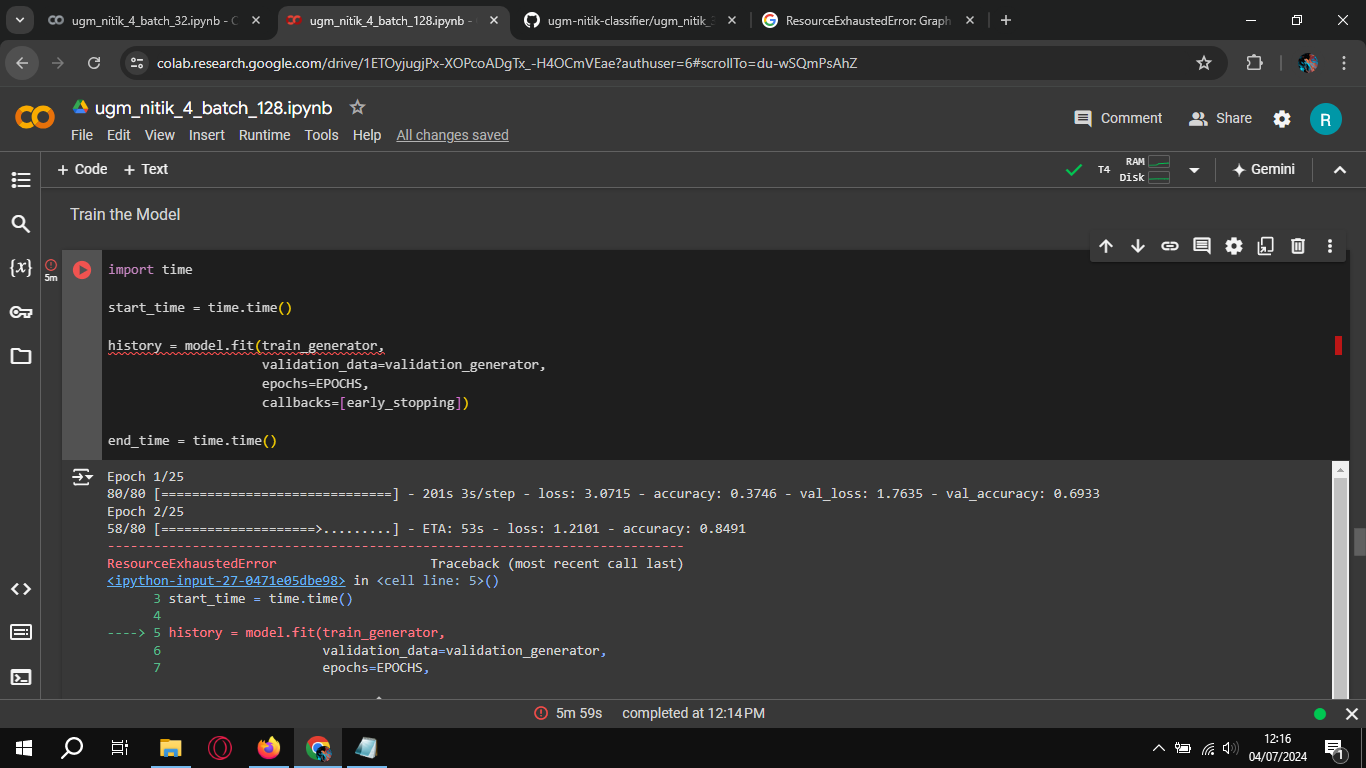 ugm_nitik_4_batch_32.ipynb - C
ugm_nitik_4_batch_128.ipynb -
ugm-nitik-classifier/ugm_nitik_3
ResourceExhaustedError: Graph
colab.research.google.com/drive/1ETOyjugjPx-XOPcoADgTx_-H4OCmVEae?authuser=6#scrollTo=du-wSQmPsAhZ
ugm_nitik_4_batch_128.ipynb
Comment
Share
R
File Edit View Insert Runtime Tools Help All changes saved
+ Code + Text
T4
RAM
Disk
Gemini
Train the Model
{x}
5m
import time
start_time = time.time()
history = model.fit(train_generator,
validation_data=validation_generator,
epochs=EPOCHS,
callbacks=[early_stopping])
end_time = time.time()
Epoch 1/25
80/80 [==============================] - 201s 3s/step - loss: 3.0715 - accuracy: 0.3746 - val_loss: 1.7635 - val_accuracy: 0.6933
Epoch 2/25
58/80 [====================>.........] - ETA: 53s - loss: 1.2101 - accuracy: 0.8491
---------------------------------------------------------------------------
ResourceExhaustedError Traceback (most recent call last)
<ipython-input-27-0471e05dbe98> in <cell line: 5>()
3 start_time = time.time()
4
----> 5 history = model.fit(train_generator,
6 validation_data=validation_generator,
7 epochs=EPOCHS,
5m 59s completed at 12:14 PM
12:16
04/07/2024
1